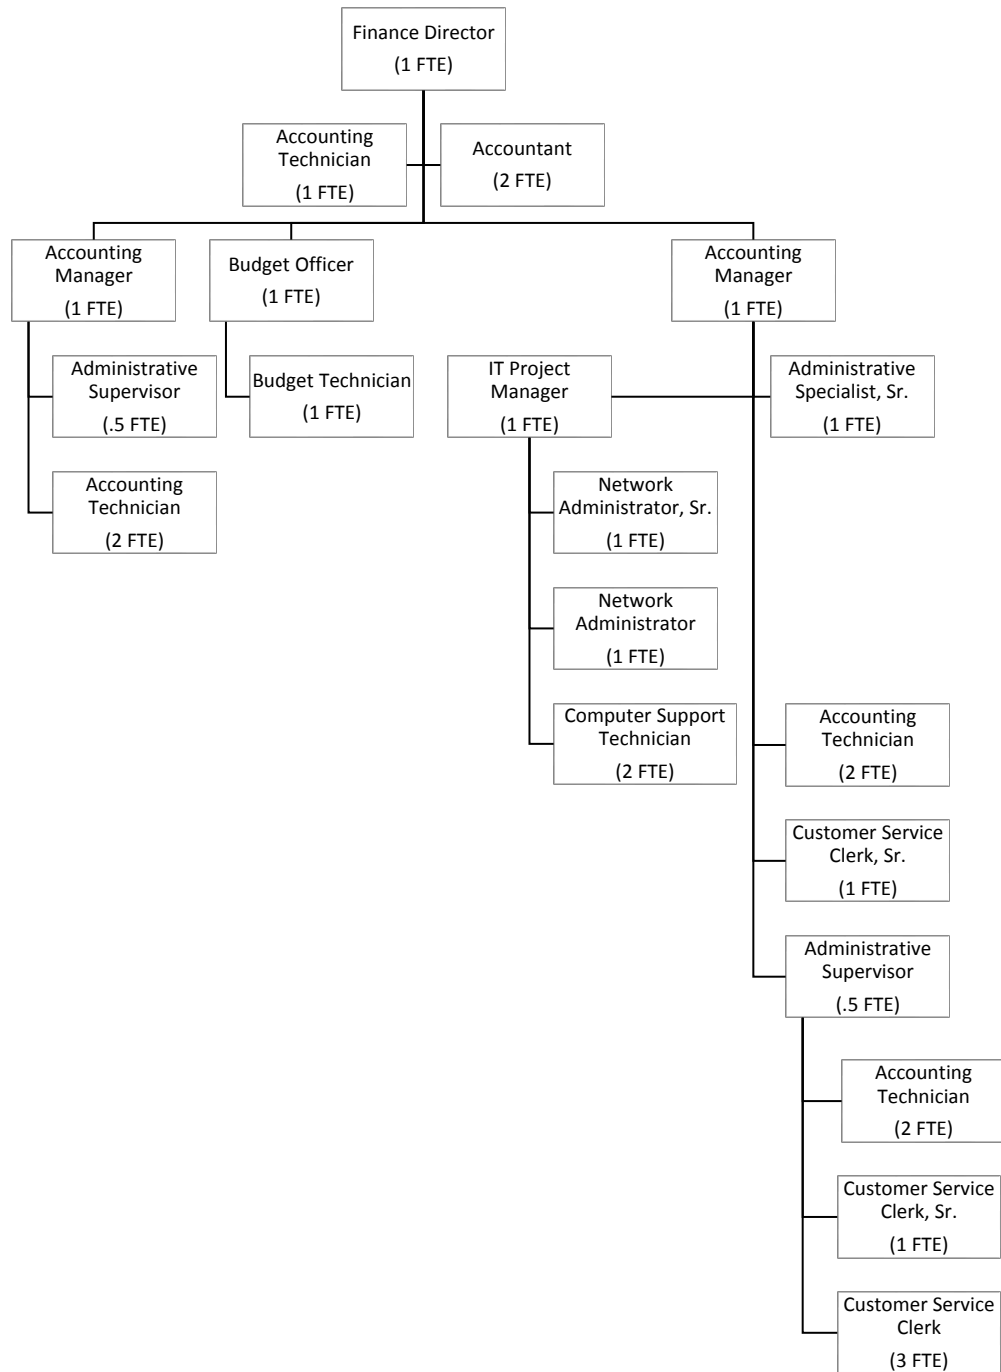 Finance Director
(1 FTE)
Accounting
Technician
(1 FTE)
Accountant
(2 FTE)
Accounting
Manager
(1 FTE)
Budget Officer
(1 FTE)
Accounting
Manager
(1 FTE)
Administrative
Supervisor
(.5 FTE)
Budget Technician
(1 FTE)
IT Project
Manager
(1 FTE)
Administrative
Specialist, Sr.
(1 FTE)
Accounting
Technician
(2 FTE)
Network
Administrator, Sr.
(1 FTE)
Network
Administrator
(1 FTE)
Computer Support
Technician
(2 FTE)
Accounting
Technician
(2 FTE)
Customer Service
Clerk, Sr.
(1 FTE)
Administrative
Supervisor
(.5 FTE)
Accounting
Technician
(2 FTE)
Customer Service
Clerk, Sr.
(1 FTE)
Customer Service
Clerk
(3 FTE)